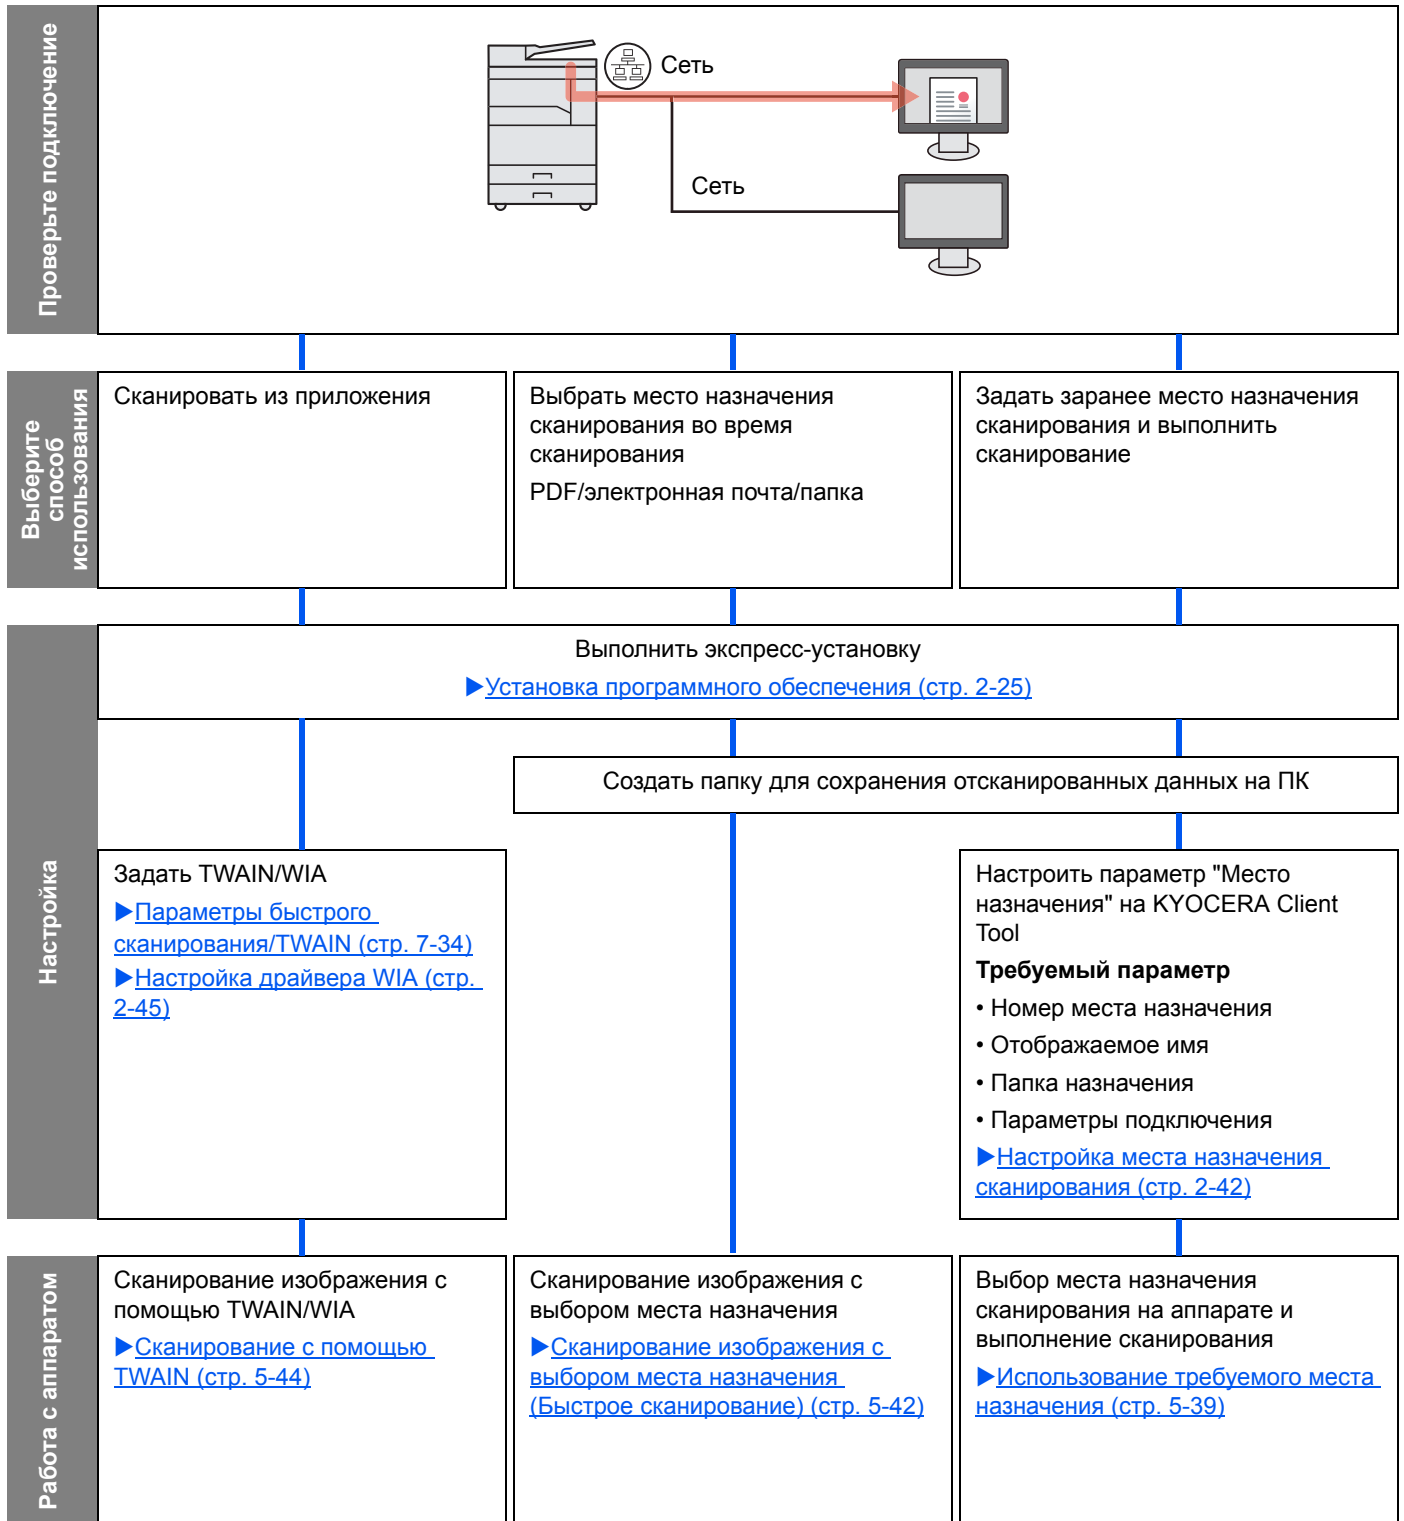 Проверьте подключение
Сеть
Сеть
Выберите
способ
использования
Сканировать из приложения
Выбрать место назначения
сканирования во время
сканирования
PDF/электронная почта/папка
Задать заранее место назначения
сканирования и выполнить
сканирование
Настройка
Выполнить экспресс-установку
▶Установка программного обеспечения (стр. 2-25)
Создать папку для сохранения отсканированных данных на ПК
Задать TWAIN/WIA
▶Параметры быстрого
сканирования/TWAIN (стр. 7-34)
▶Настройка драйвера WIA (стр.
2-45)
Настроить параметр "Место
назначения" на KYOCERA Client
Tool
Требуемый параметр
• Номер места назначения
• Отображаемое имя
• Папка назначения
• Параметры подключения
▶Настройка места назначения
сканирования (стр. 2-42)
Работа с аппаратом
Сканирование изображения с
помощью TWAIN/WIA
▶Сканирование с помощью
TWAIN (стр. 5-44)
Сканирование изображения с
выбором места назначения
▶Сканирование изображения с
выбором места назначения
(Быстрое сканирование) (стр. 5-42)
Выбор места назначения
сканирования на аппарате и
выполнение сканирования
▶Использование требуемого места
назначения (стр. 5-39)